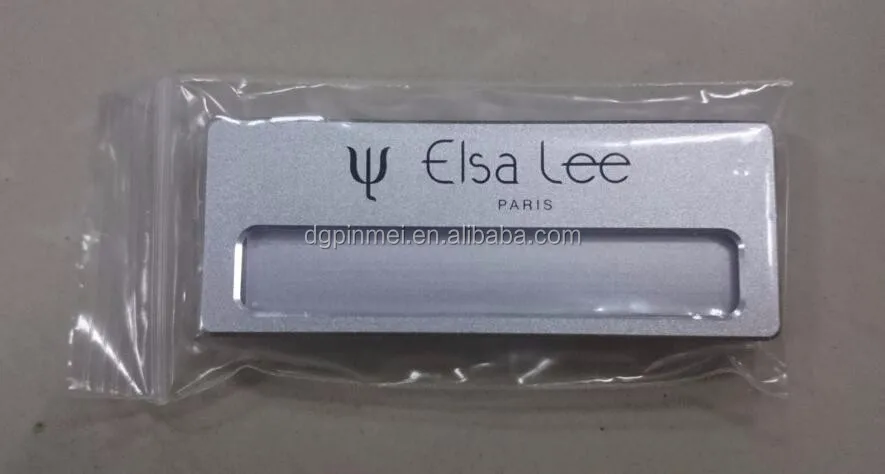 ψ Elsa Lee
PARIS
dgpinmei.en.alibaba.com